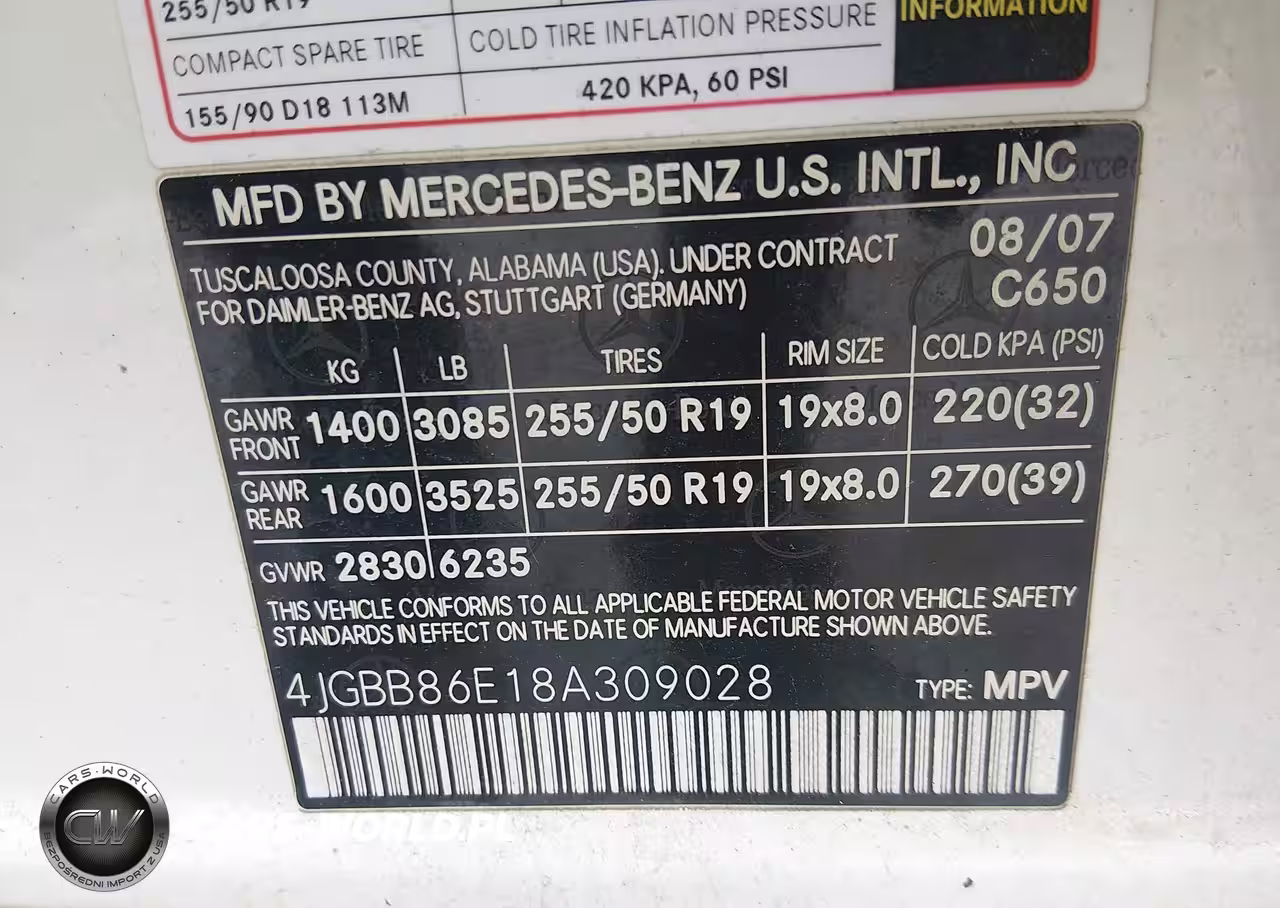 255/50 R19
COMPACT SPARE TIRE COLD TIRE INFLATION PRESSURE
INFORMATION
155/90 D18 113M 420 KPA, 60 PSI
MFD BY MERCEDES-BENZ U.S. INTL., INC
TUSCALOOSA COUNTY, ALABAMA (USA). UNDER CONTRACT 08/07
FOR DAIMLER-BENZ AG, STUTTGART (GERMANY) C650
KG LB TIRES RIM SIZE COLD KPA (PSI)
GAWR FRONT 1400 3085 255/50 R19 19x8.0 220(32)
GAWR REAR 1600 3525 255/50 R19 19x8.0 270(39)
GVWR 2830 6235
THIS VEHICLE CONFORMS TO ALL APPLICABLE FEDERAL MOTOR VEHICLE SAFETY
STANDARDS IN EFFECT ON THE DATE OF MANUFACTURE SHOWN ABOVE.
4JGBB86E18A309028 TYPE: MPV
CARS-WORLD
CW
BEZPOŚREDNI IMPORT Z USA